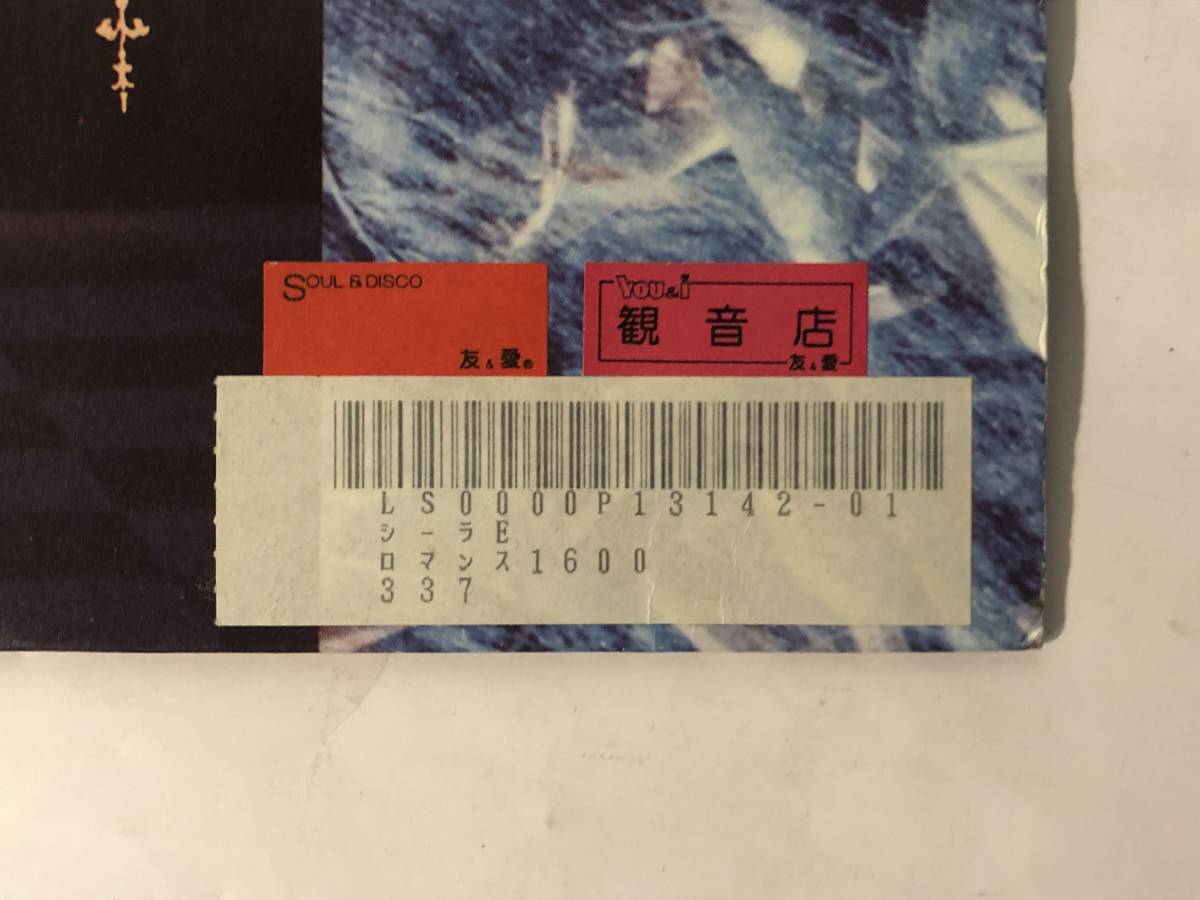 SOUL & DISCO
友 & 愛®
YOU & i
観音店
友 & 愛
LS0000P13142-01
シーラE
ロマンス1600
337